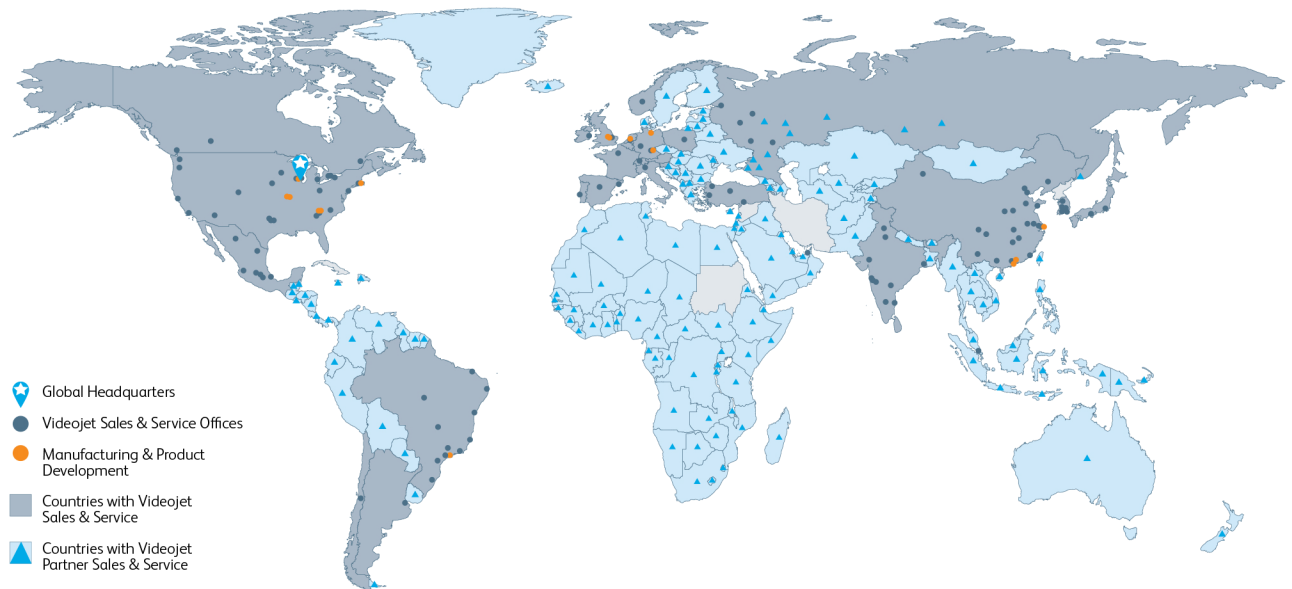 Global Headquarters
Videojet Sales & Service Offices
Manufacturing & Product
Development
Countries with Videojet
Sales & Service
Countries with Videojet
Partner Sales & Service